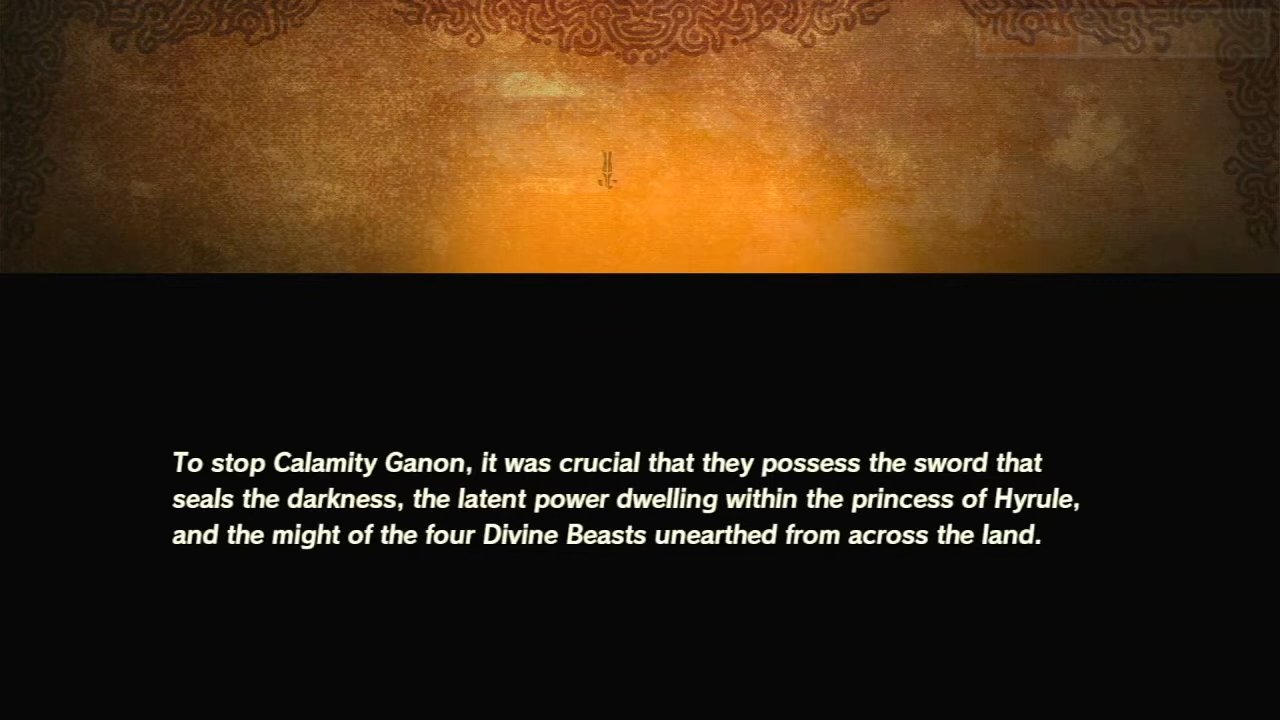 To stop Calamity Ganon, it was crucial that they possess the sword that
seals the darkness, the latent power dwelling within the princess of Hyrule,
and the might of the four Divine Beasts unearthed from across the land.